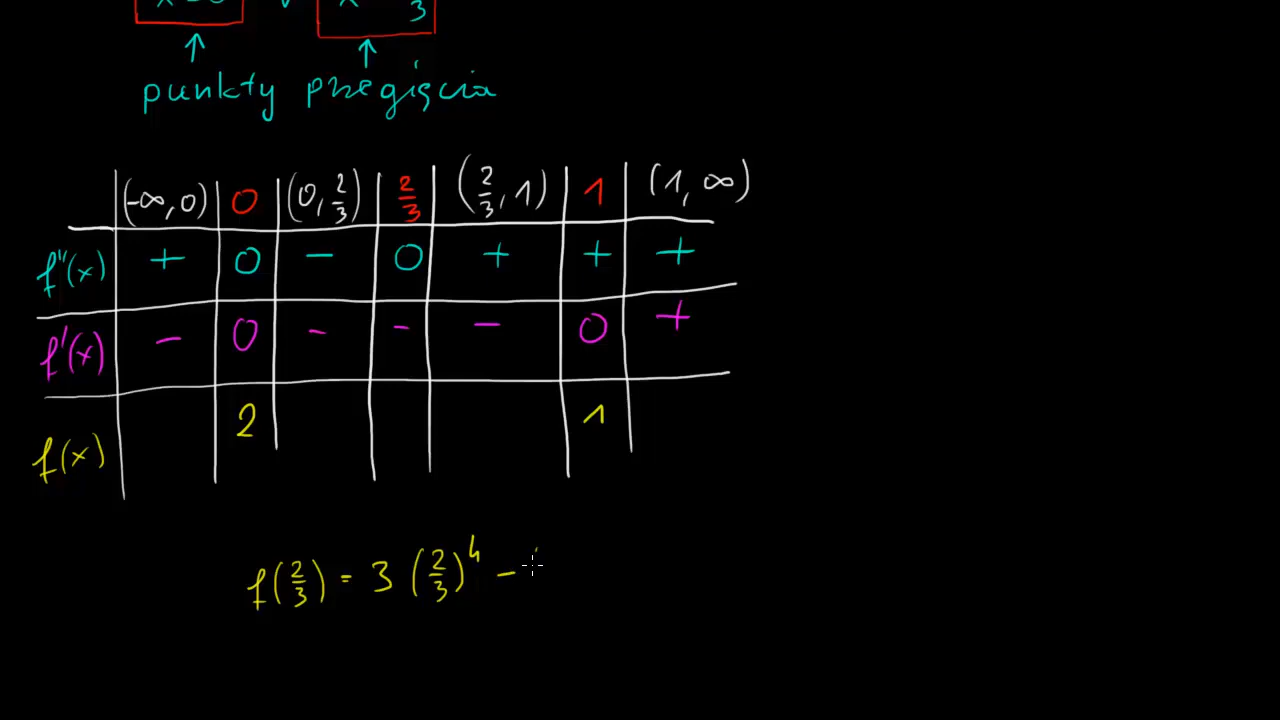 x 3
punkty przegięcia
(-∞, 0) 0 (0, 2/3) 2/3 (2/3, 1) 1 (1, ∞)
f''(x) + 0 - 0 + + +
f'(x) - 0 - - - 0 +
f(x) 2 1
f(2/3) = 3 (2/3)^4 -